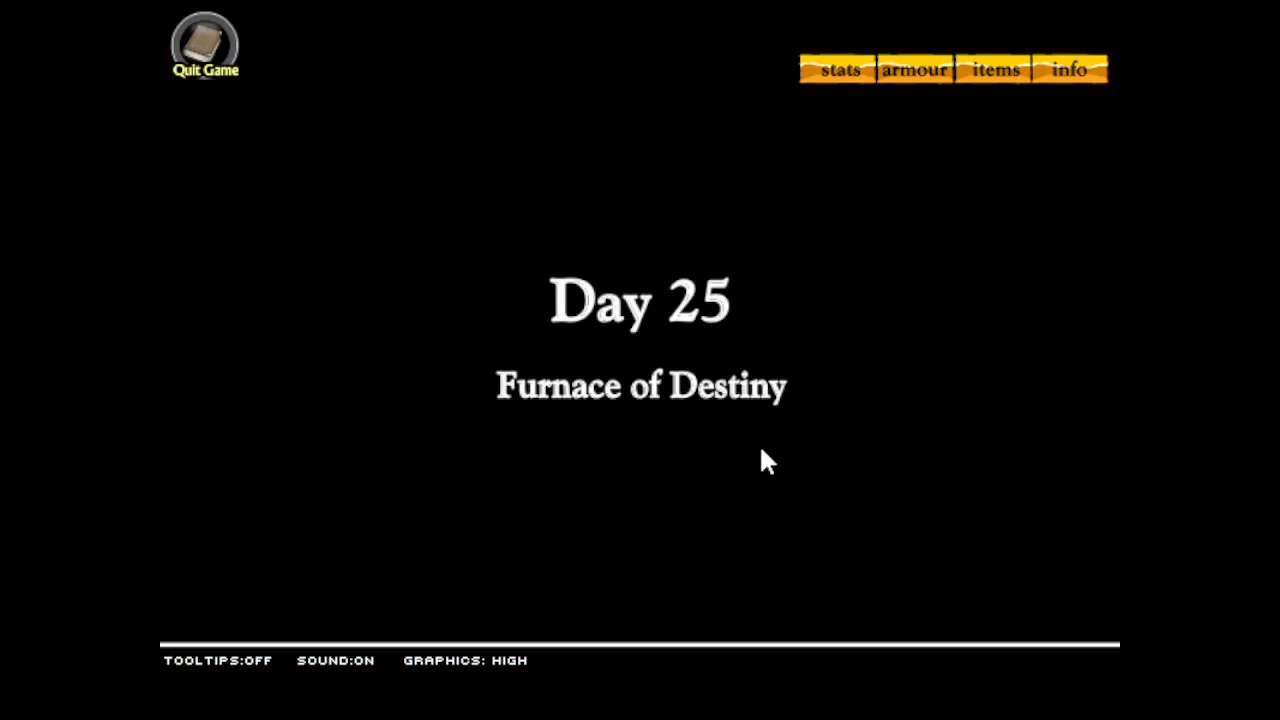 Quit Game
stats armour items info
Day 25
Furnace of Destiny
TOOLTIPS:OFF SOUND:ON GRAPHICS: HIGH